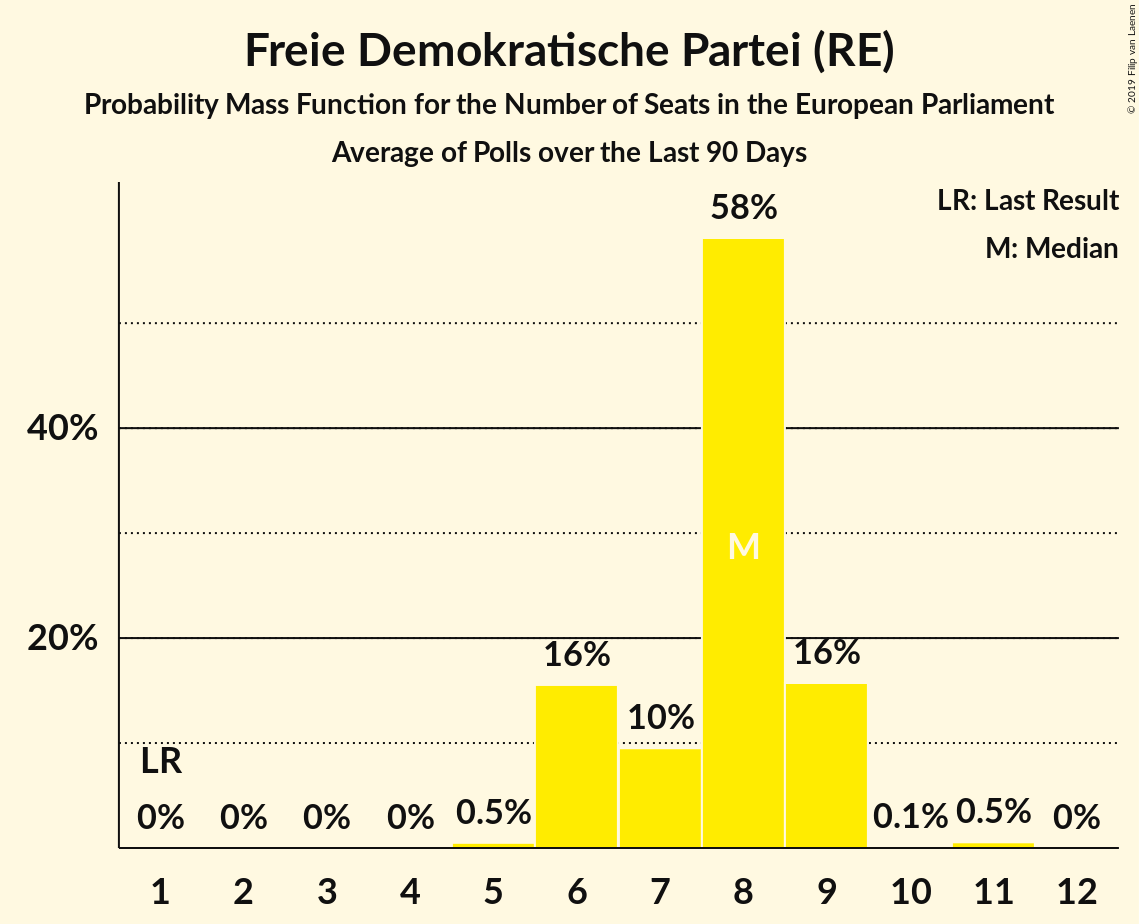 Freie Demokratische Partei (RE)
Probability Mass Function for the Number of Seats in the European Parliament
Average of Polls over the Last 90 Days
© 2019 Filip van Laenen
LR: Last Result
M: Median
58%
40%
M
20%
16%
16%
10%
LR
0%
0%
0%
0%
0.5%
0.1%
0.5%
0%
1 2 3 4 5 6 7 8 9 10 11 12